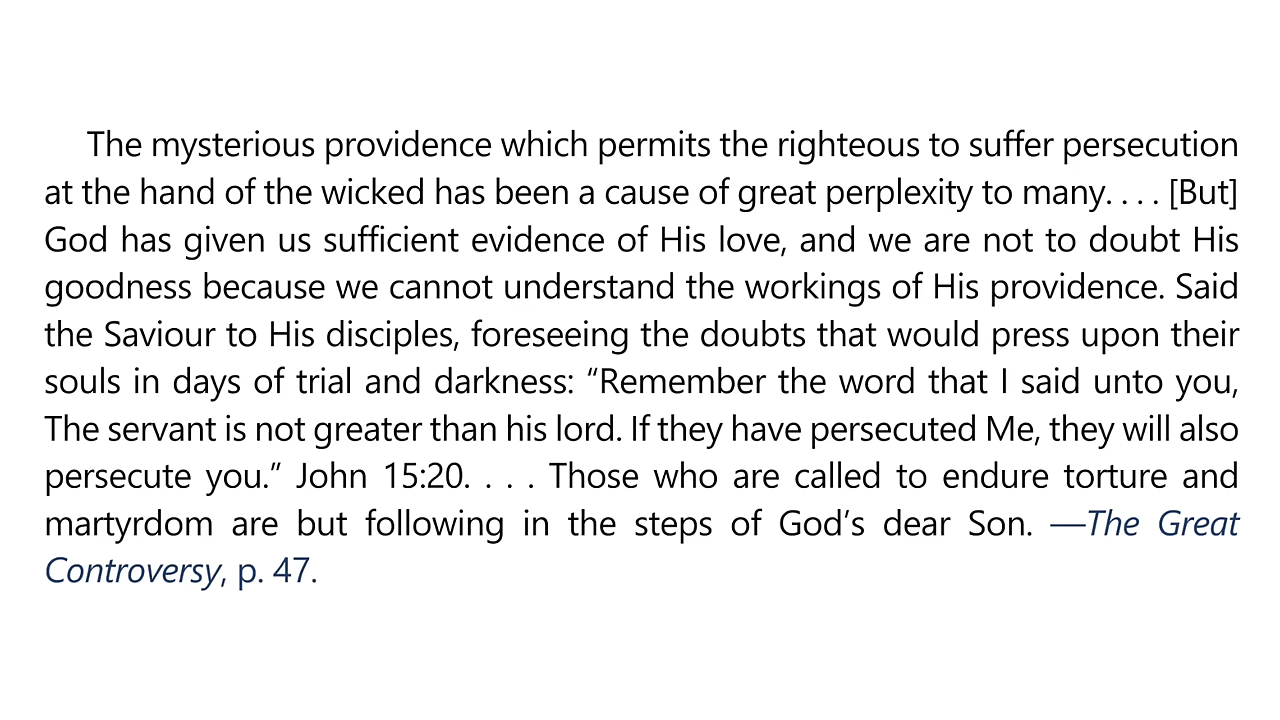 The mysterious providence which permits the righteous to suffer persecution
at the hand of the wicked has been a cause of great perplexity to many. . . . [But]
God has given us sufficient evidence of His love, and we are not to doubt His
goodness because we cannot understand the workings of His providence. Said
the Saviour to His disciples, foreseeing the doubts that would press upon their
souls in days of trial and darkness: “Remember the word that I said unto you,
The servant is not greater than his lord. If they have persecuted Me, they will also
persecute you.” John 15:20. . . . Those who are called to endure torture and
martyrdom are but following in the steps of God’s dear Son. —The Great
Controversy, p. 47.